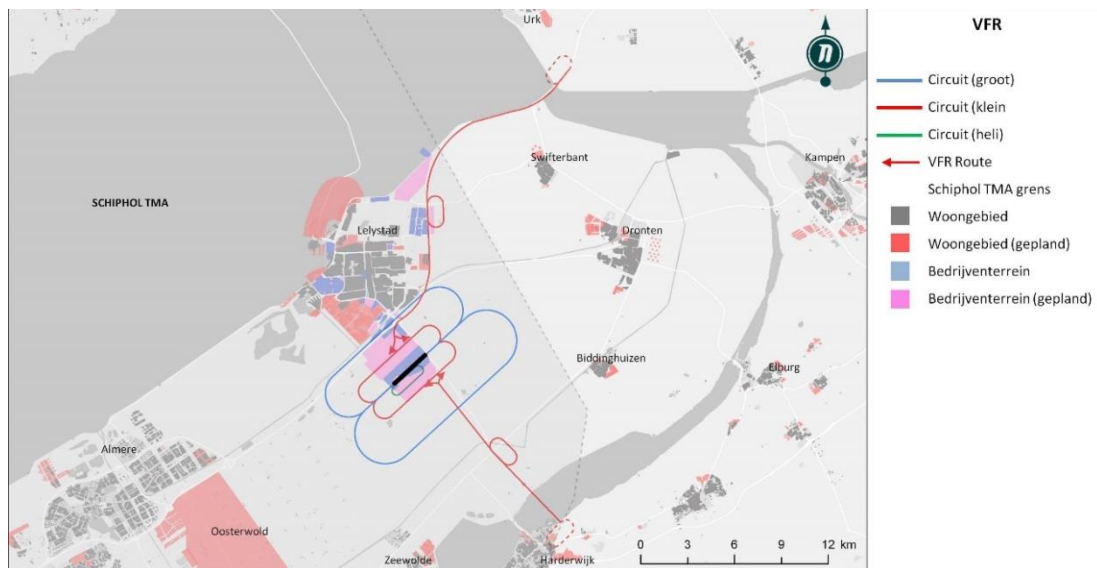 Urk
Swifterbant
Kampen
SCHIPHOL TMA
Lelystad
Dronten
Biddinghuizen
Elburg
Almere
Oosterwold
Zeewolde
Harderwijk
0 3 6 9 12 km
VFR
Circuit (groot)
Circuit (klein
Circuit (heli)
VFR Route
Schiphol TMA grens
Woongebied
Woongebied (gepland)
Bedrijventerrein
Bedrijventerrein (gepland)